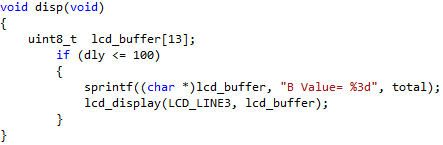 void disp(void)
{
    uint8_t  lcd_buffer[13];
        if (dly <= 100)
        {
            sprintf((char *)lcd_buffer, "B Value= %3d", total);
            lcd_display(LCD_LINE3, lcd_buffer);
        }
}